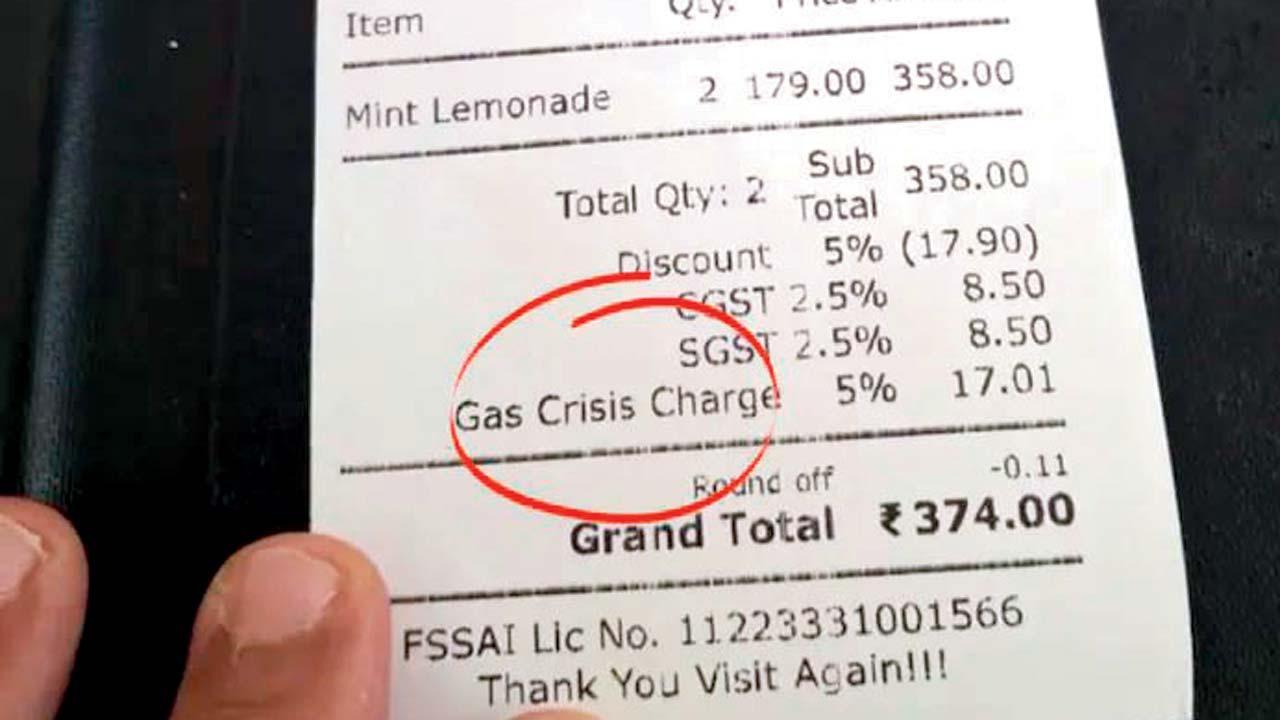 Item Qty.
Mint Lemonade 2 179.00 358.00
Total Qty: 2 Sub Total 358.00
Discount 5% (17.90)
CGST 2.5% 8.50
SGST 2.5% 8.50
Gas Crisis Charge 5% 17.01
Round off -0.11
Grand Total ₹374.00
FSSAI Lic No. 11223331001566
Thank You Visit Again!!!